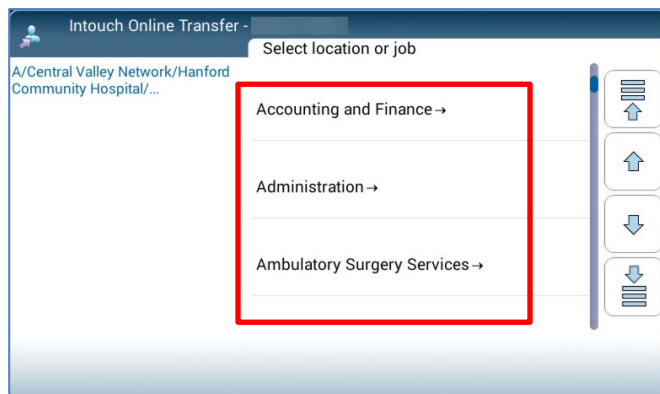 Intouch Online Transfer -
Select location or job
A/Central Valley Network/Hanford
Community Hospital/...
Accounting and Finance→
Administration→
Ambulatory Surgery Services→